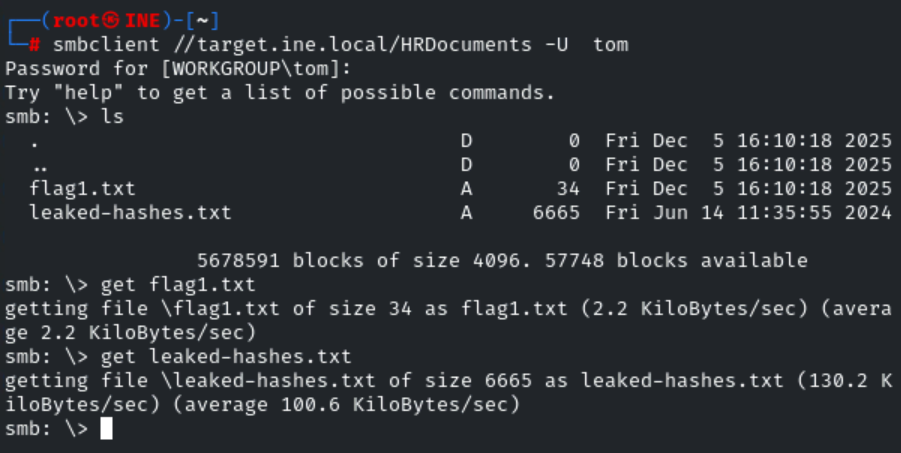 ┌──(root㉿INE)-[~]
└─# smbclient //target.ine.local/HRDocuments -U  tom
Password for [WORKGROUP\tom]:
Try "help" to get a list of possible commands.
smb: \> ls
  .                                   D        0  Fri Dec  5 16:10:18 2025
  ..                                  D        0  Fri Dec  5 16:10:18 2025
  flag1.txt                           A       34  Fri Dec  5 16:10:18 2025
  leaked-hashes.txt                   A     6665  Fri Jun 14 11:35:55 2024
                5678591 blocks of size 4096. 57748 blocks available
smb: \> get flag1.txt
getting file \flag1.txt of size 34 as flag1.txt (2.2 KiloBytes/sec) (avera
ge 2.2 KiloBytes/sec)
smb: \> get leaked-hashes.txt
getting file \leaked-hashes.txt of size 6665 as leaked-hashes.txt (130.2 K
iloBytes/sec) (average 100.6 KiloBytes/sec)
smb: \>